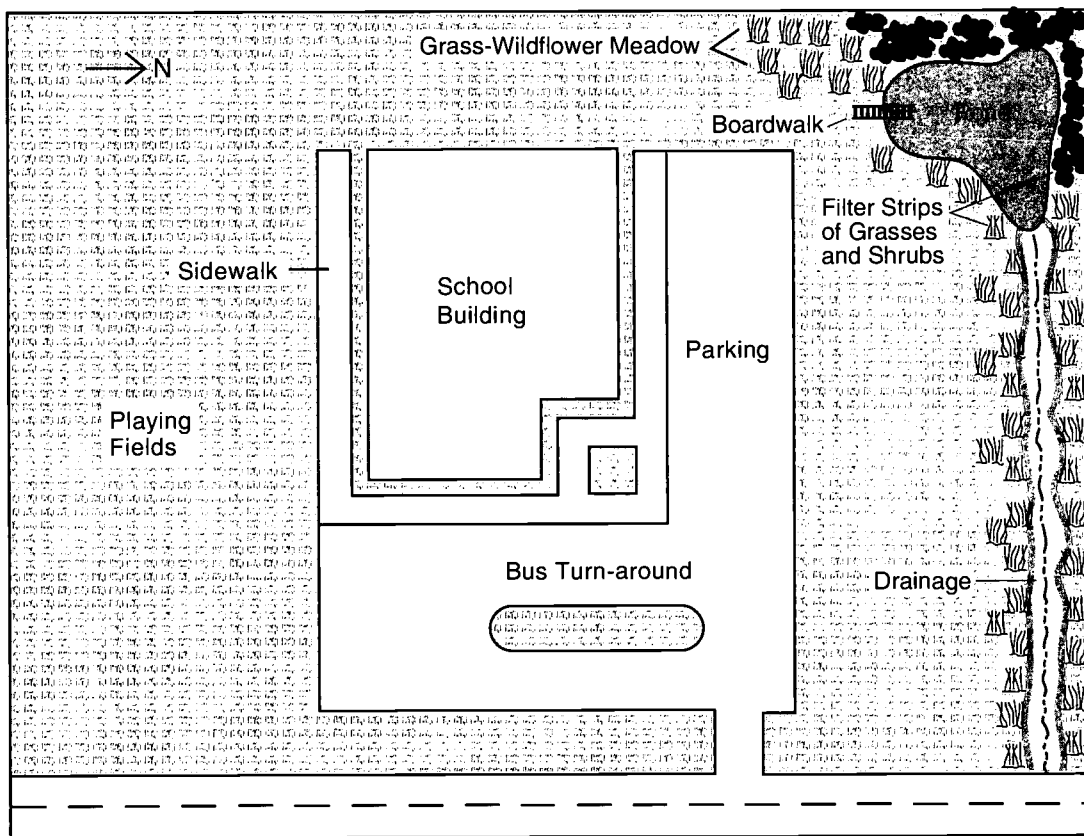 Grass-Wildflower Meadow
N
Boardwalk
Filter Strips
of Grasses
and Shrubs
Sidewalk
School
Building
Parking
Playing
Fields
Bus Turn-around
Drainage